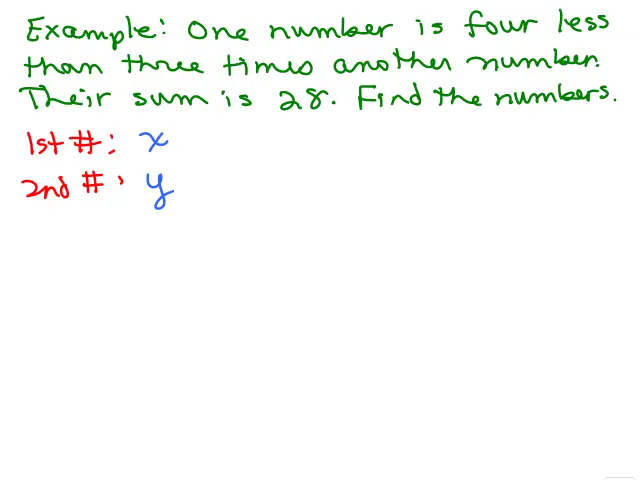 Example: One number is four less
than three times another number.
Their sum is 28. Find the numbers.
1st #: x
2nd #: y